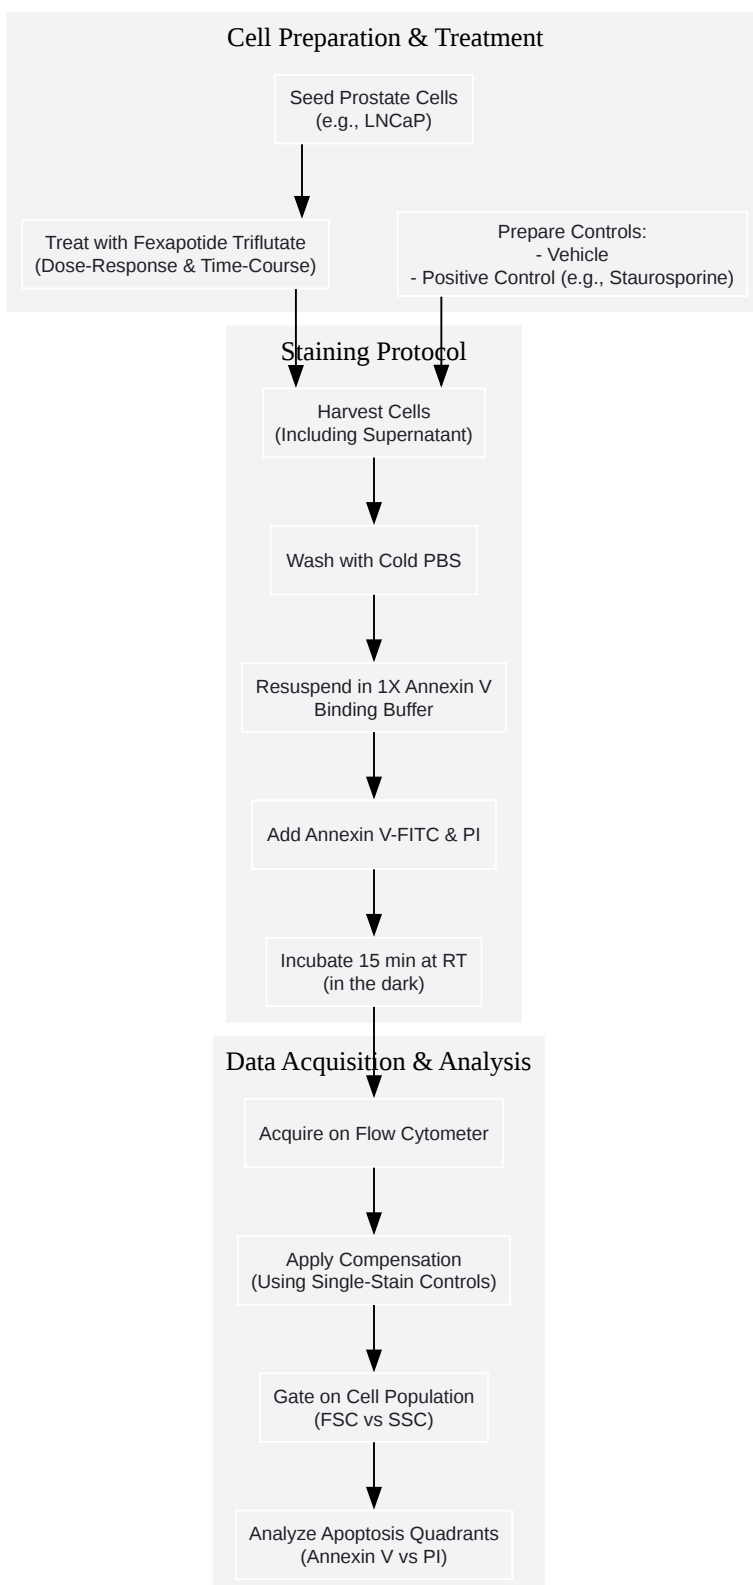 Cell Preparation & Treatment
Seed Prostate Cells
(e.g., LNCaP)
Treat with Fexapotide Triflutate
(Dose-Response & Time-Course)
Prepare Controls:
- Vehicle
- Positive Control (e.g., Staurosporine)
Staining Protocol
Harvest Cells
(Including Supernatant)
Wash with Cold PBS
Resuspend in 1X Annexin V
Binding Buffer
Add Annexin V-FITC & PI
Incubate 15 min at RT
(in the dark)
Data Acquisition & Analysis
Acquire on Flow Cytometer
Apply Compensation
(Using Single-Stain Controls)
Gate on Cell Population
(FSC vs SSC)
Analyze Apoptosis Quadrants
(Annexin V vs PI)